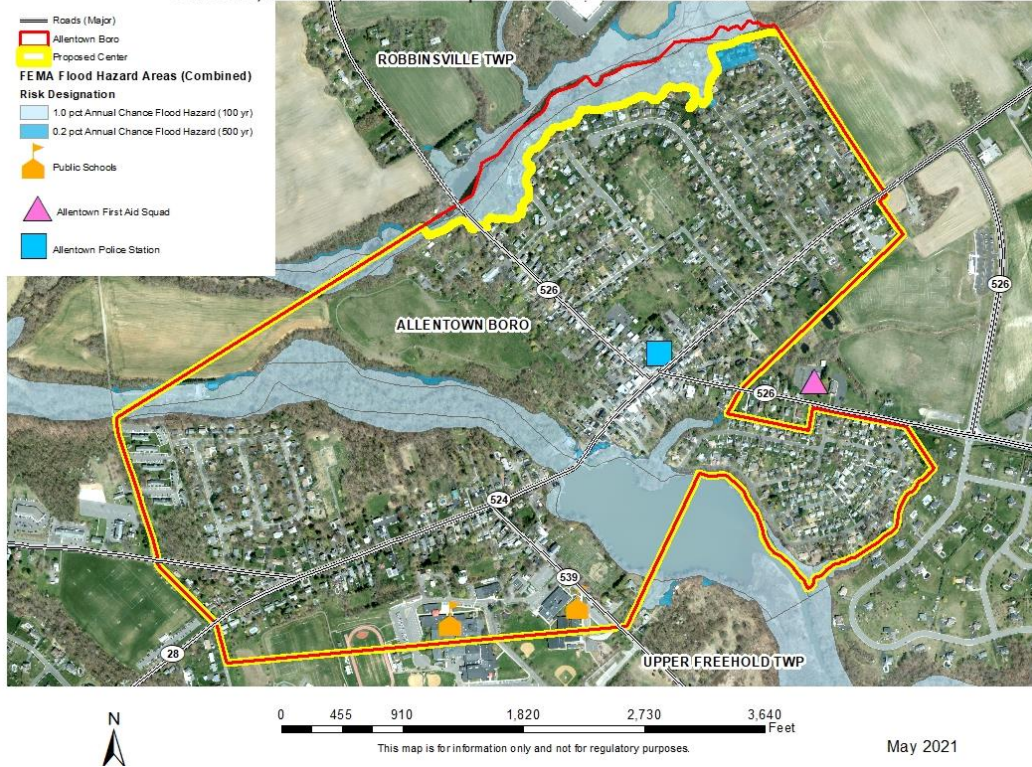 Roads (Major)
Allentown Boro
Proposed Center
FEMA Flood Hazard Areas (Combined)
Risk Designation
1.0 pct Annual Chance Flood Hazard (100 yr)
0.2 pct Annual Chance Flood Hazard (500 yr)
Public Schools
Allentown First Aid Squad
Allentown Police Station
ROBBINSVILLE TWP
526
526
ALLENTOWN BORO
526
524
539
28
UPPER FREEHOLD TWP
N
0 455 910 1,820 2,730 3,640
Feet
This map is for information only and not for regulatory purposes.
May 2021